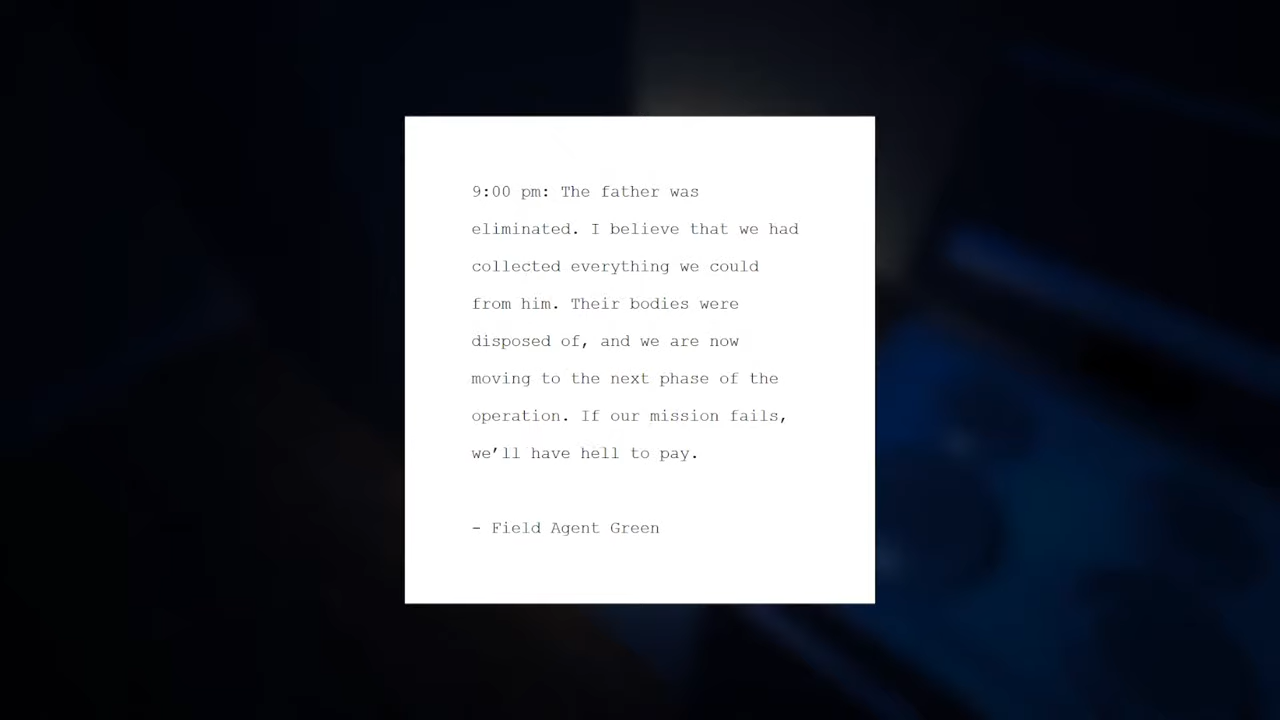 9:00 pm: The father was
eliminated. I believe that we had
collected everything we could
from him. Their bodies were
disposed of, and we are now
moving to the next phase of the
operation. If our mission fails,
we’ll have hell to pay.
- Field Agent Green